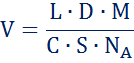 V = L · D · M / C · S · N_A